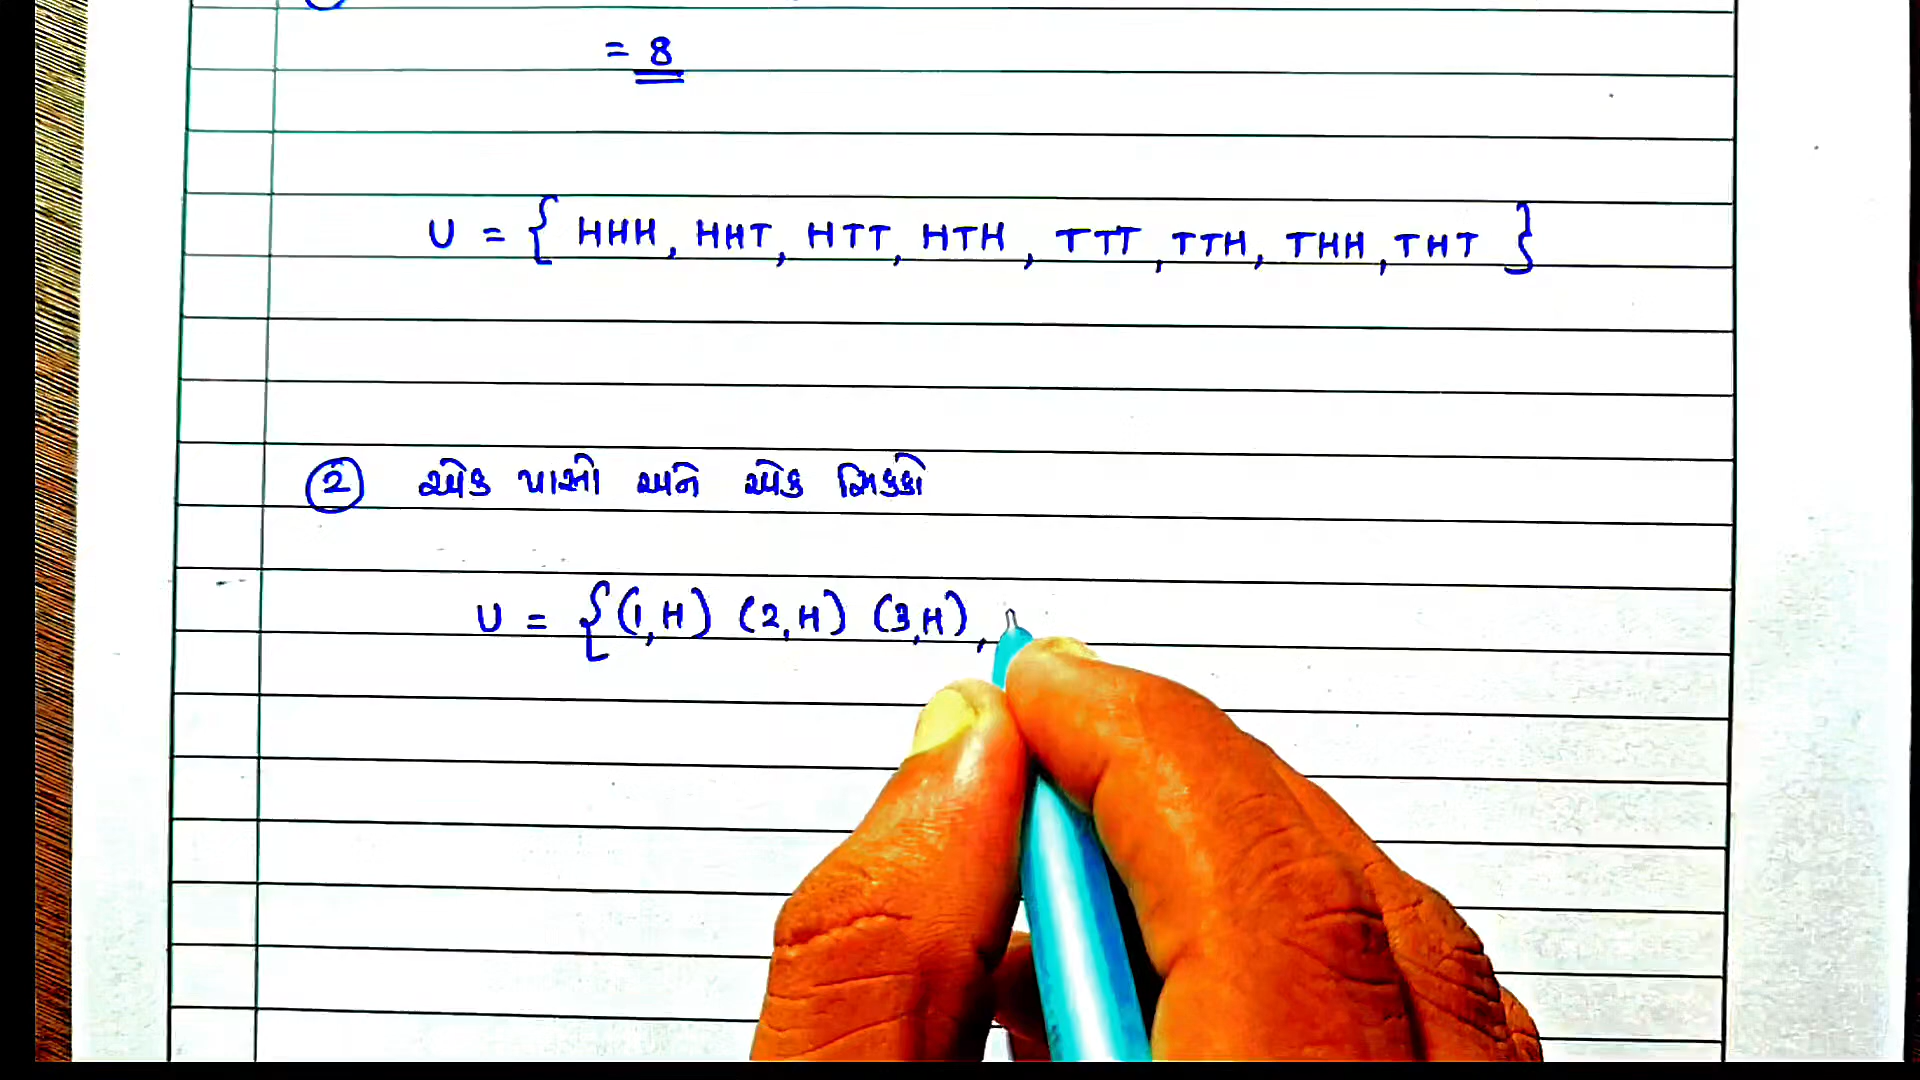 = 8
U = { HHH, HHT, HTT, HTH, TTT, TTH, THH, THT }
2 એક પાસો અને એક સિક્કો
U = {(1,H) (2,H) (3,H),